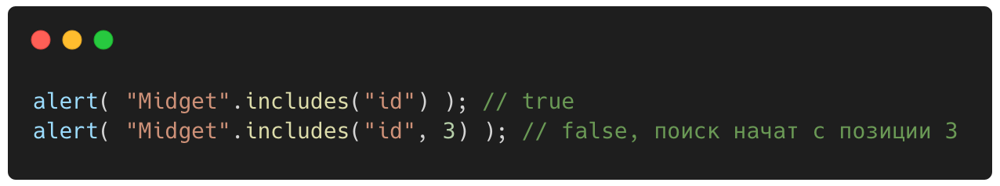 alert( "Midget".includes("id") ); // true
alert( "Midget".includes("id", 3) ); // false, поиск начат с позиции 3